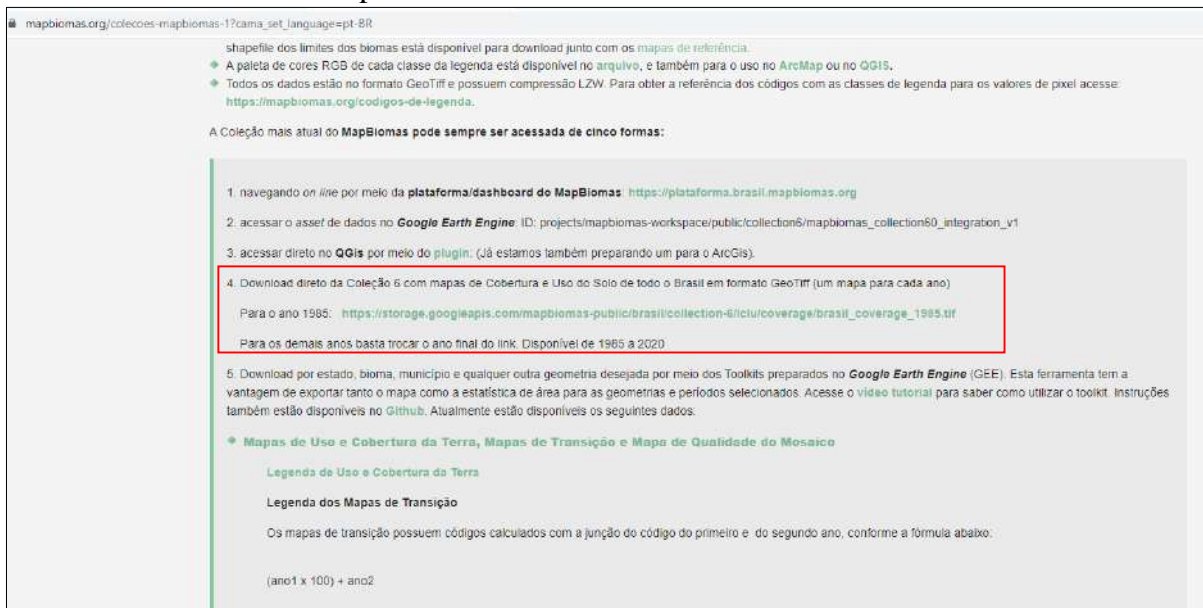 mapbiomas.org/colecoes-mapbiomas-1?cama_set_language=pt-BR
shapefile dos limites dos biomas está disponível para download junto com os mapas de referência.
A paleta de cores RGB de cada classe da legenda está disponível no arquivo, e também para o uso no ArcMap ou no QGIS.
Todos os dados estão no formato GeoTiff e possuem compressão LZW. Para obter a referência dos códigos com as classes de legenda para os valores de pixel acesse:
https://mapbiomas.org/codigos-de-legenda.
A Coleção mais atual do MapBiomas pode sempre ser acessada de cinco formas:
1. navegando on line por meio da plataforma/dashboard do MapBiomas: https://plataforma.brasil.mapbiomas.org
2. acessar o asset de dados no Google Earth Engine: ID: projects/mapbiomas-workspace/public/collection6/mapbiomas_collection60_integration_v1
3. acessar direto no QGis por meio do plugin: (Já estamos também preparando um para o ArcGis).
4. Download direto da Coleção 6 com mapas de Cobertura e Uso do Solo de todo o Brasil em formato GeoTiff (um mapa para cada ano)
Para o ano 1985: https://storage.googleapis.com/mapbiomas-public/brasil/collection-6/lclu/coverage/brasil_coverage_1985.tif
Para os demais anos basta trocar o ano final do link. Disponível de 1985 a 2020
5. Download por estado, bioma, município e qualquer outra geometria desejada por meio dos Toolkits preparados no Google Earth Engine (GEE). Esta ferramenta tem a
vantagem de exportar tanto o mapa como a estatística de área para as geometrias e períodos selecionados. Acesse o vídeo tutorial para saber como utilizar o toolkit. Instruções
também estão disponíveis no Github. Atualmente estão disponíveis os seguintes dados:
Mapas de Uso e Cobertura da Terra, Mapas de Transição e Mapa de Qualidade do Mosaico
Legenda de Uso e Cobertura da Terra
Legenda dos Mapas de Transição
Os mapas de transição possuem códigos calculados com a junção do código do primeiro e do segundo ano, conforme a fórmula abaixo:
(ano1 x 100) + ano2